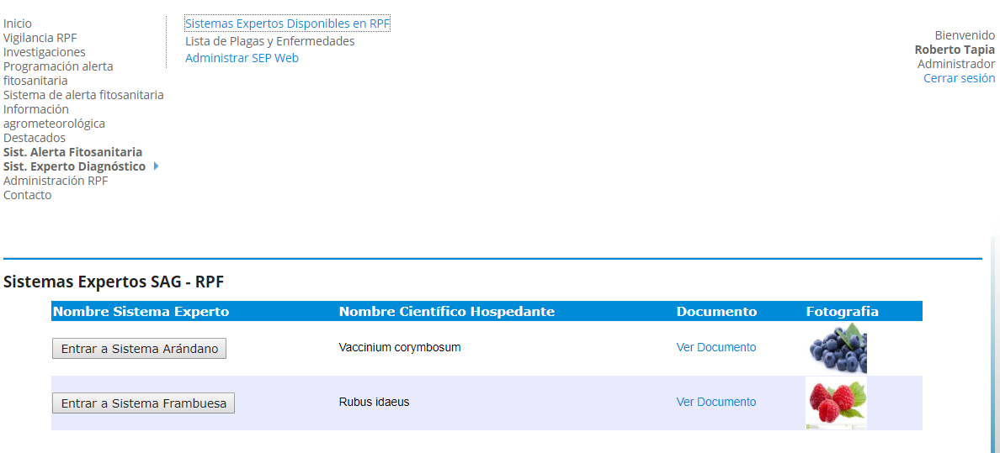 Inicio
Vigilancia RPF
Investigaciones
Programación alerta
fitosanitaria
Sistema de alerta fitosanitaria
Información
agrometeorológica
Destacados
Sist. Alerta Fitosanitaria
Sist. Experto Diagnóstico
Administración RPF
Contacto
Sistemas Expertos Disponibles en RPF
Lista de Plagas y Enfermedades
Administrar SEP Web
Bienvenido
Roberto Tapia
Administrador
Cerrar sesión
Sistemas Expertos SAG - RPF
Nombre Sistema Experto Nombre Científico Hospedante Documento Fotografia
Entrar a Sistema Arándano Vaccinium corymbosum Ver Documento
Entrar a Sistema Frambuesa Rubus idaeus Ver Documento